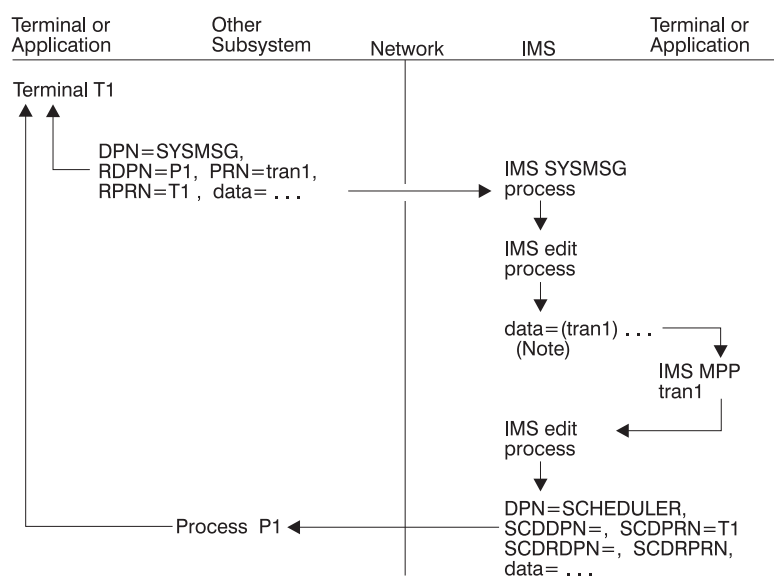 Terminal or
Application
Other
Subsystem
Network
IMS
Terminal or
Application
Terminal T1
DPN=SYSMSG,
RDPN=P1, PRN=tran1,
RPRN=T1 , data= . . .
IMS SYSMSG
process
IMS edit
process
data=(tran1) . . .
(Note)
IMS MPP
tran1
IMS edit
process
DPN=SCHEDULER,
SCDDPN=, SCDPRN=T1
SCDRDPN=, SCDRPRN,
data= . . .
Process P1